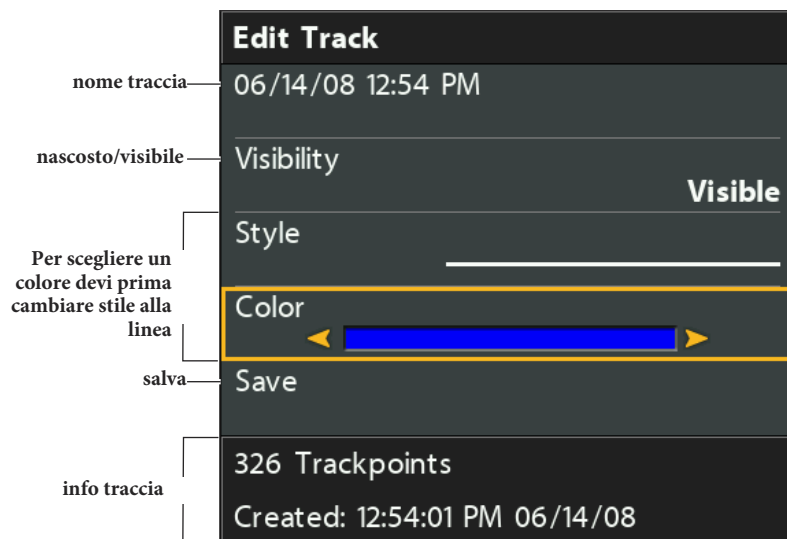 Edit Track
nome traccia
06/14/08 12:54 PM
nascosto/visibile
Visibility
Visible
Per scegliere un
colore devi prima
cambiare stile alla
linea
Style
Color
salva
Save
info traccia
326 Trackpoints
Created: 12:54:01 PM 06/14/08